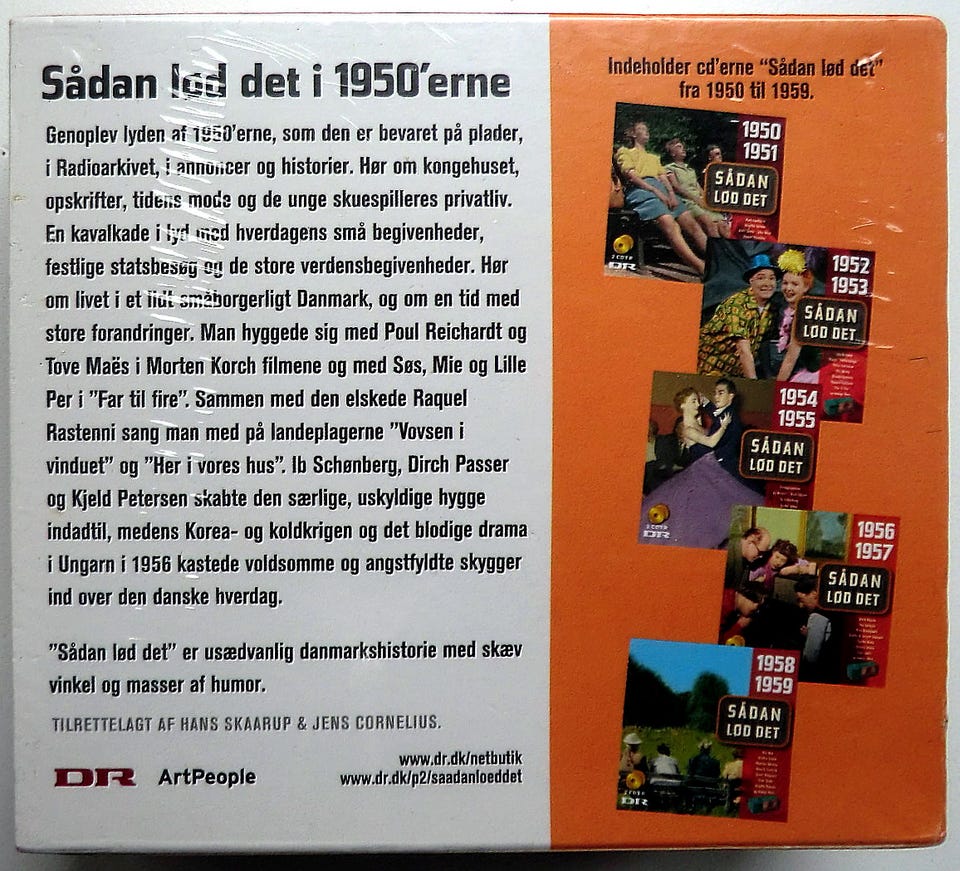 Sådan lød det i 1950'erne
Genoplev lyden af 1950'erne, som den er bevaret på plader,
i Radioarkivet, i annoncer og historier. Hør om kongehuset,
opskrifter, tidens mode og de unge skuespilleres privatliv.
En kavalkade i lyd med hverdagens små begivenheder,
festlige statsbesøg og de store verdensbegivenheder. Hør
om livet i et lidt småborgerligt Danmark, og om en tid med
store forandringer. Man hyggede sig med Poul Reichardt og
Tove Maës i Morten Korch filmene og med Søs, Mie og Lille
Per i "Far til fire". Sammen med den elskede Raquel
Rastenni sang man med på landeplagerne "Vovsen i
vinduet" og "Her i vores hus". Ib Schønberg, Dirch Passer
og Kjeld Petersen skabte den særlige, uskyldige hygge
indadtil, medens Korea- og koldkrigen og det blodige drama
i Ungarn i 1956 kastede voldsomme og angstfyldte skygger
ind over den danske hverdag.
"Sådan lød det" er usædvanlig danmarkshistorie med skæv
vinkel og masser af humor.
TILRETTELAGT AF HANS SKAARUP & JENS CORNELIUS.
DR ArtPeople
www.dr.dk/netbutik
www.dr.dk/p2/saadanloeddet
Indeholder cd'erne "Sådan lød det"
fra 1950 til 1959.
1950
1951
SÅDAN
LØD DET
2 CD'ER
DR
1952
1953
SÅDAN
LØD DET
1954
1955
SÅDAN
LØD DET
2 CD'ER
DR
1956
1957
SÅDAN
LØD DET
1958
1959
SÅDAN
LØD DET
2 CD'ER
DR